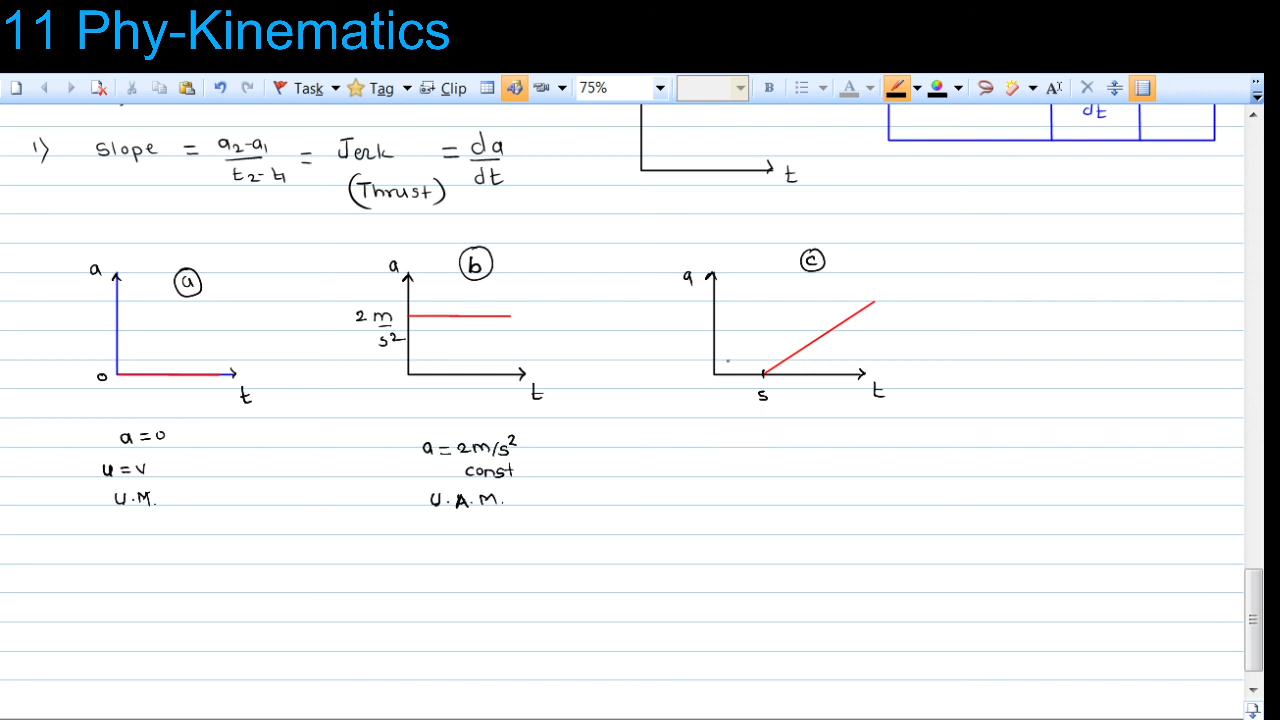 11 Phy-Kinematics
Task Tag Clip 75% B A A
dt
1) Slope = a2-a1 / t2-t1 = Jerk (Thrust) = da/dt
t
a
a
b
a
2 m/s2
0
t
t
a
c
5
t
a = 0
u = v
U.M.
a = 2m/s2
const
U.A.M.